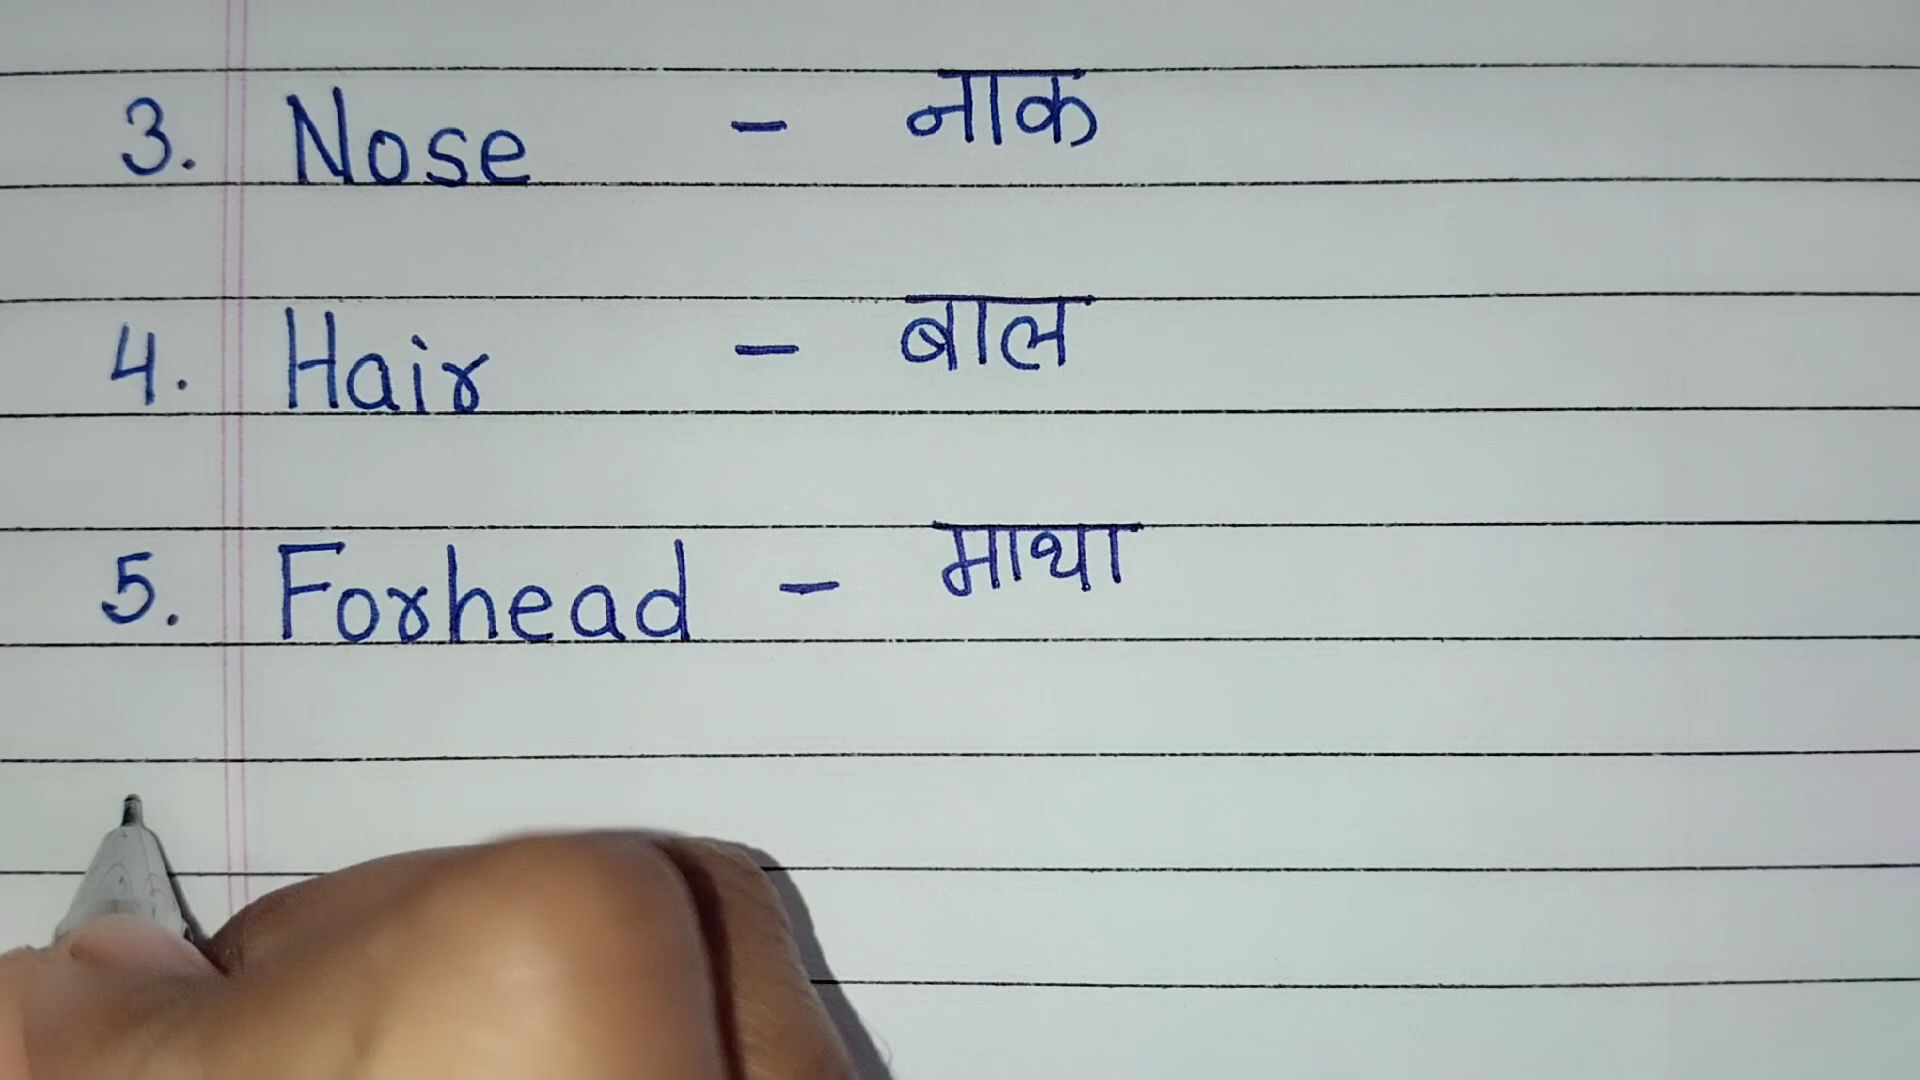 3. Nose - नाक
4. Hair - बाल
5. Forhead - माथा